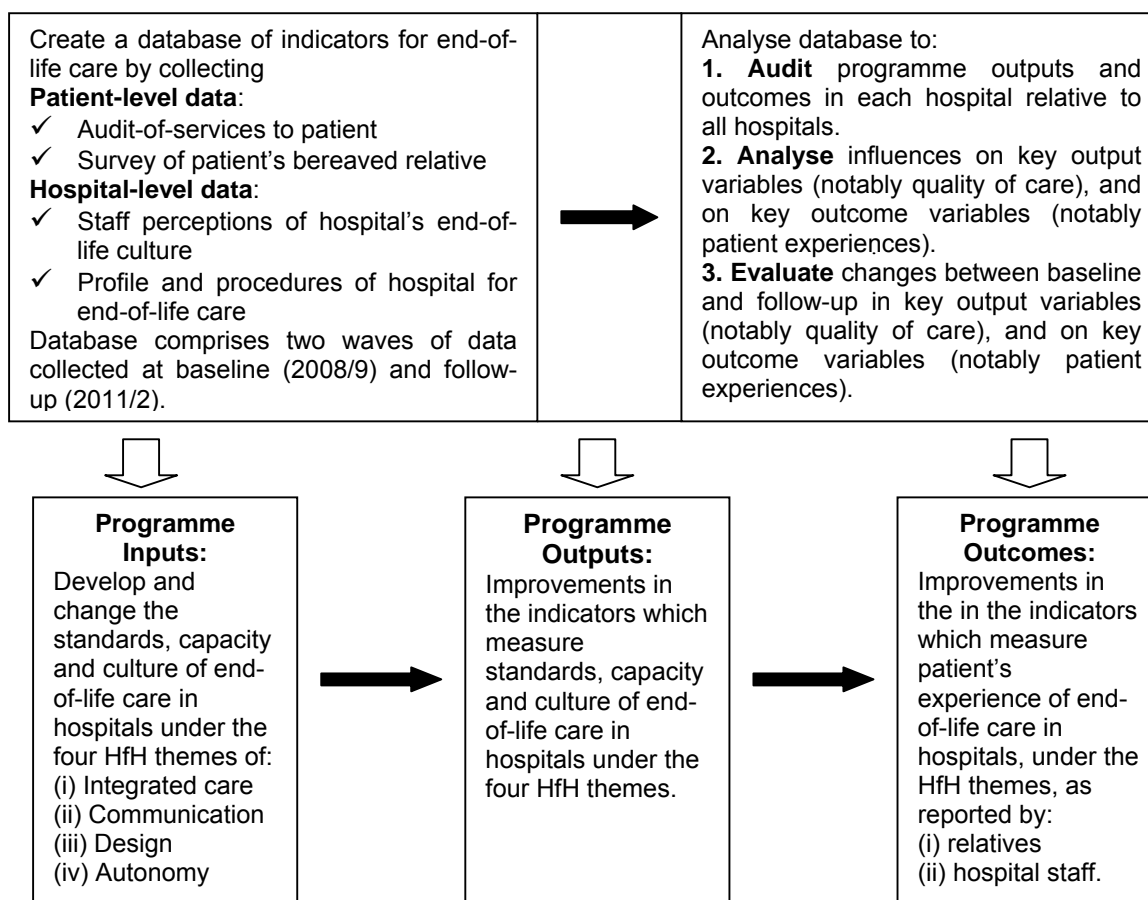 Create a database of indicators for end-of-
life care by collecting
Patient-level data:
✓ Audit-of-services to patient
✓ Survey of patient's bereaved relative
Hospital-level data:
✓ Staff perceptions of hospital's end-of-
life culture
✓ Profile and procedures of hospital for
end-of-life care
Database comprises two waves of data
collected at baseline (2008/9) and follow-
up (2011/2).
Analyse database to:
1. Audit programme outputs and
outcomes in each hospital relative to
all hospitals.
2. Analyse influences on key output
variables (notably quality of care), and
on key outcome variables (notably
patient experiences).
3. Evaluate changes between baseline
and follow-up in key output variables
(notably quality of care), and on key
outcome variables (notably patient
experiences).
Programme
Inputs:
Develop and
change the
standards, capacity
and culture of end-
of-life care in
hospitals under the
four HfH themes of:
(i) Integrated care
(ii) Communication
(iii) Design
(iv) Autonomy
Programme
Outputs:
Improvements in
the indicators which
measure
standards, capacity
and culture of end-
of-life care in
hospitals under the
four HfH themes.
Programme
Outcomes:
Improvements in
the in the indicators
which measure
patient's
experience of end-
of-life care in
hospitals, under the
HfH themes, as
reported by:
(i) relatives
(ii) hospital staff.